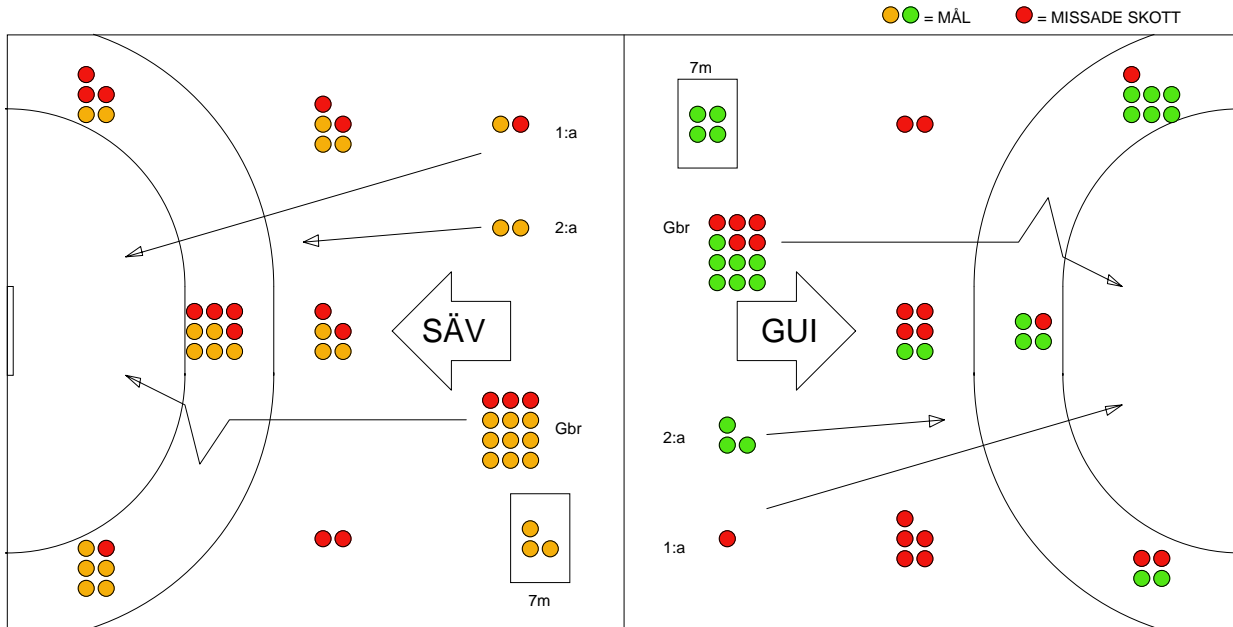 = MÅL = MISSADE SKOTT
7m
1:a
Gbr
2:a
SÄV
GUI
Gbr
2:a
1:a
7m